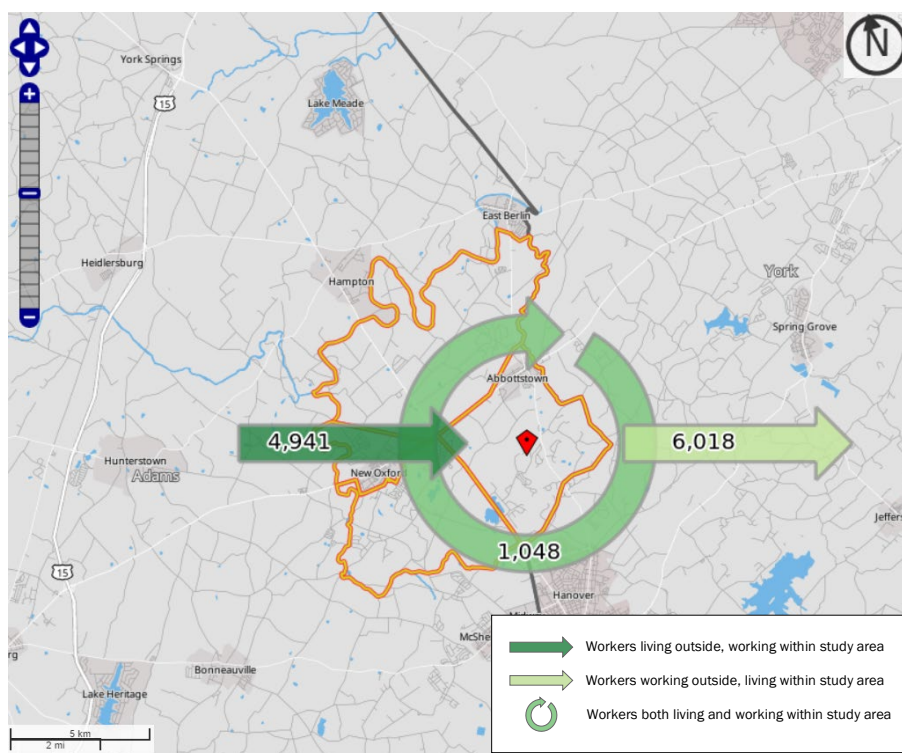 N
York Springs
15
Lake Meade
East Berlin
Heidlersburg
Hampton
York
Spring Grove
Abbottstown
4,941
6,018
Hunterstown
Adams
New Oxford
1,048
Jeffers
15
Hanover
McShe
Bonneauville
rg
Lake Heritage
5 km
2 mi
Workers living outside, working within study area
Workers working outside, living within study area
Workers both living and working within study area